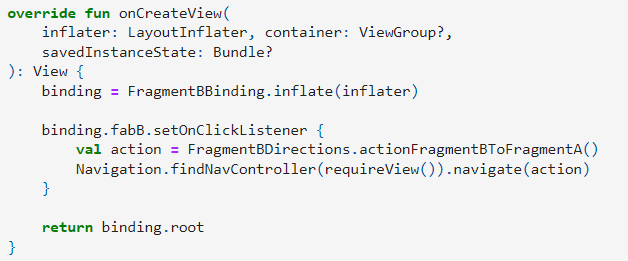 override fun onCreateView(
    inflater: LayoutInflater, container: ViewGroup?,
    savedInstanceState: Bundle?
): View {
    binding = FragmentBBinding.inflate(inflater)

    binding.fabB.setOnClickListener {
        val action = FragmentBDirections.actionFragmentBToFragmentA()
        Navigation.findNavController(requireView()).navigate(action)
    }

    return binding.root
}